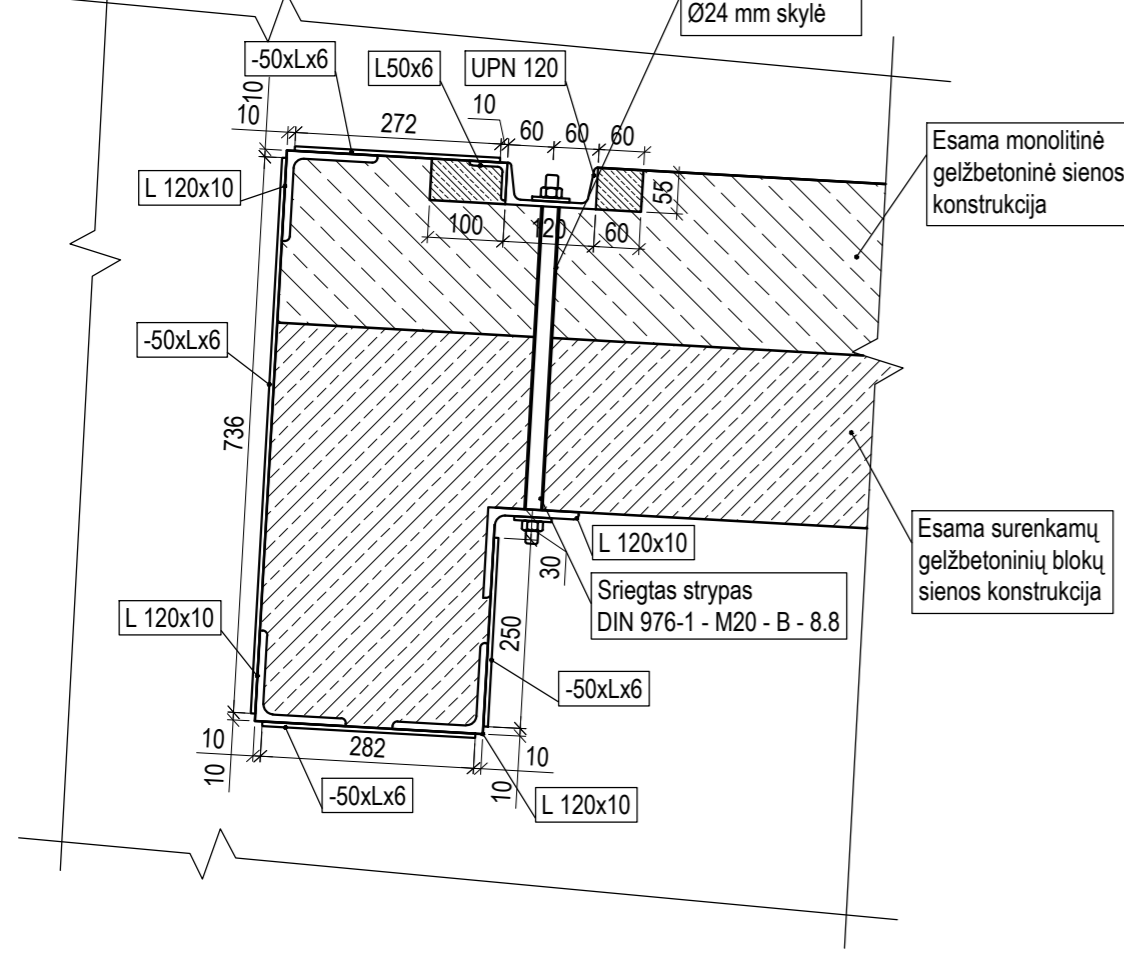 Ø24 mm skylė
-50xLx6
L50x6
UPN 120
10
10
272
10
60
60
60
Esama monolitinė
gelžbetoninė sienos
konstrukcija
L 120x10
55
100
120
60
-50xLx6
736
L 120x10
30
Esama surenkamų
gelžbetoninių blokų
sienos konstrukcija
Sriegtas strypas
DIN 976-1 - M20 - B - 8.8
L 120x10
250
-50xLx6
10
10
282
10
10
-50xLx6
L 120x10